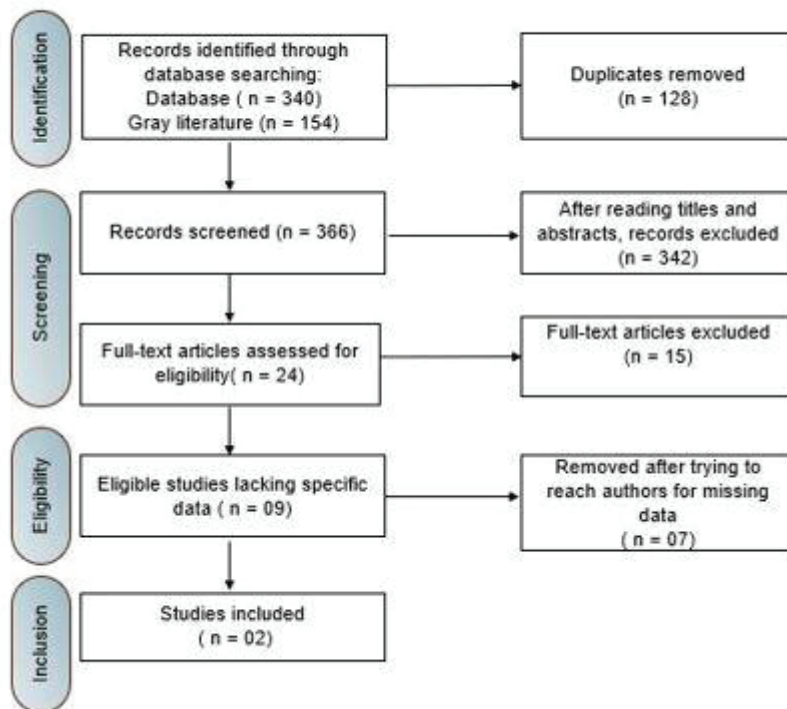 Identification
Records identified through
database searching:
Database ( n = 340)
Gray literature (n = 154)
Duplicates removed
(n = 128)
Screening
Records screened (n = 366)
After reading titles and
abstracts, records excluded
(n = 342)
Full-text articles assessed for
eligibility( n = 24)
Full-text articles excluded
(n = 15)
Eligibility
Eligible studies lacking specific
data ( n = 09)
Removed after trying to
reach authors for missing
data
( n = 07)
Inclusion
Studies included
( n = 02)